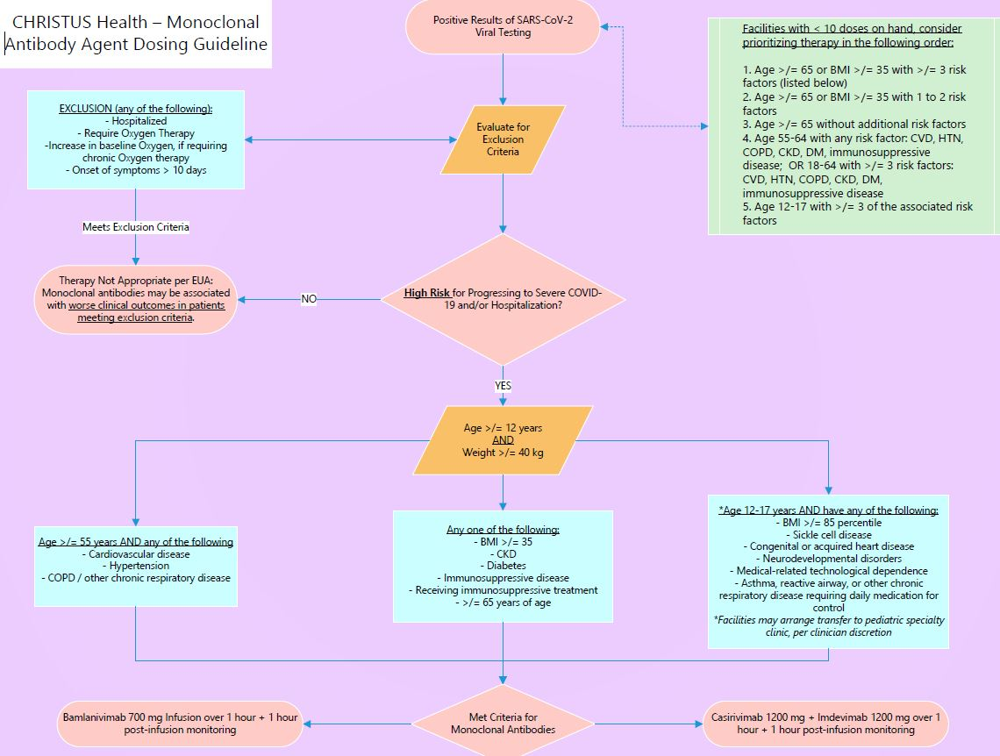 CHRISTUS Health – Monoclonal
Antibody Agent Dosing Guideline
Positive Results of SARS-CoV-2
Viral Testing
Facilities with < 10 doses on hand, consider
prioritizing therapy in the following order:
1. Age >/= 65 or BMI >/= 35 with >/= 3 risk
factors (listed below)
2. Age >/= 65 or BMI >/= 35 with 1 to 2 risk
factors
3. Age >/= 65 without additional risk factors
4. Age 55-64 with any risk factor: CVD, HTN,
COPD, CKD, DM, immunosuppressive
disease; OR 18-64 with >/= 3 risk factors:
CVD, HTN, COPD, CKD, DM,
immunosuppressive disease
5. Age 12-17 with >/= 3 of the associated risk
factors
EXCLUSION (any of the following):
- Hospitalized
- Require Oxygen Therapy
-Increase in baseline Oxygen, if requiring
chronic Oxygen therapy
- Onset of symptoms > 10 days
Evaluate for
Exclusion
Criteria
Meets Exclusion Criteria
Therapy Not Appropriate per EUA:
Monoclonal antibodies may be associated
with worse clinical outcomes in patients
meeting exclusion criteria.
NO
High Risk for Progressing to Severe COVID-
19 and/or Hospitalization?
YES
Age >/= 12 years
AND
Weight >/= 40 kg
Age >/= 55 years AND any of the following
- Cardiovascular disease
- Hypertension
- COPD / other chronic respiratory disease
Any one of the following:
- BMI >/= 35
- CKD
- Diabetes
- Immunosuppressive disease
- Receiving immunosuppressive treatment
- >/= 65 years of age
*Age 12-17 years AND have any of the following:
- BMI >/= 85 percentile
- Sickle cell disease
- Congenital or acquired heart disease
- Neurodevelopmental disorders
- Medical-related technological dependence
- Asthma, reactive airway, or other chronic
respiratory disease requiring daily medication for
control
*Facilities may arrange transfer to pediatric specialty
clinic, per clinician discretion
Bamlanivimab 700 mg Infusion over 1 hour + 1 hour
post-infusion monitoring
Met Criteria for
Monoclonal Antibodies
Casirivimab 1200 mg + Imdevimab 1200 mg over 1
hour + 1 hour post-infusion monitoring